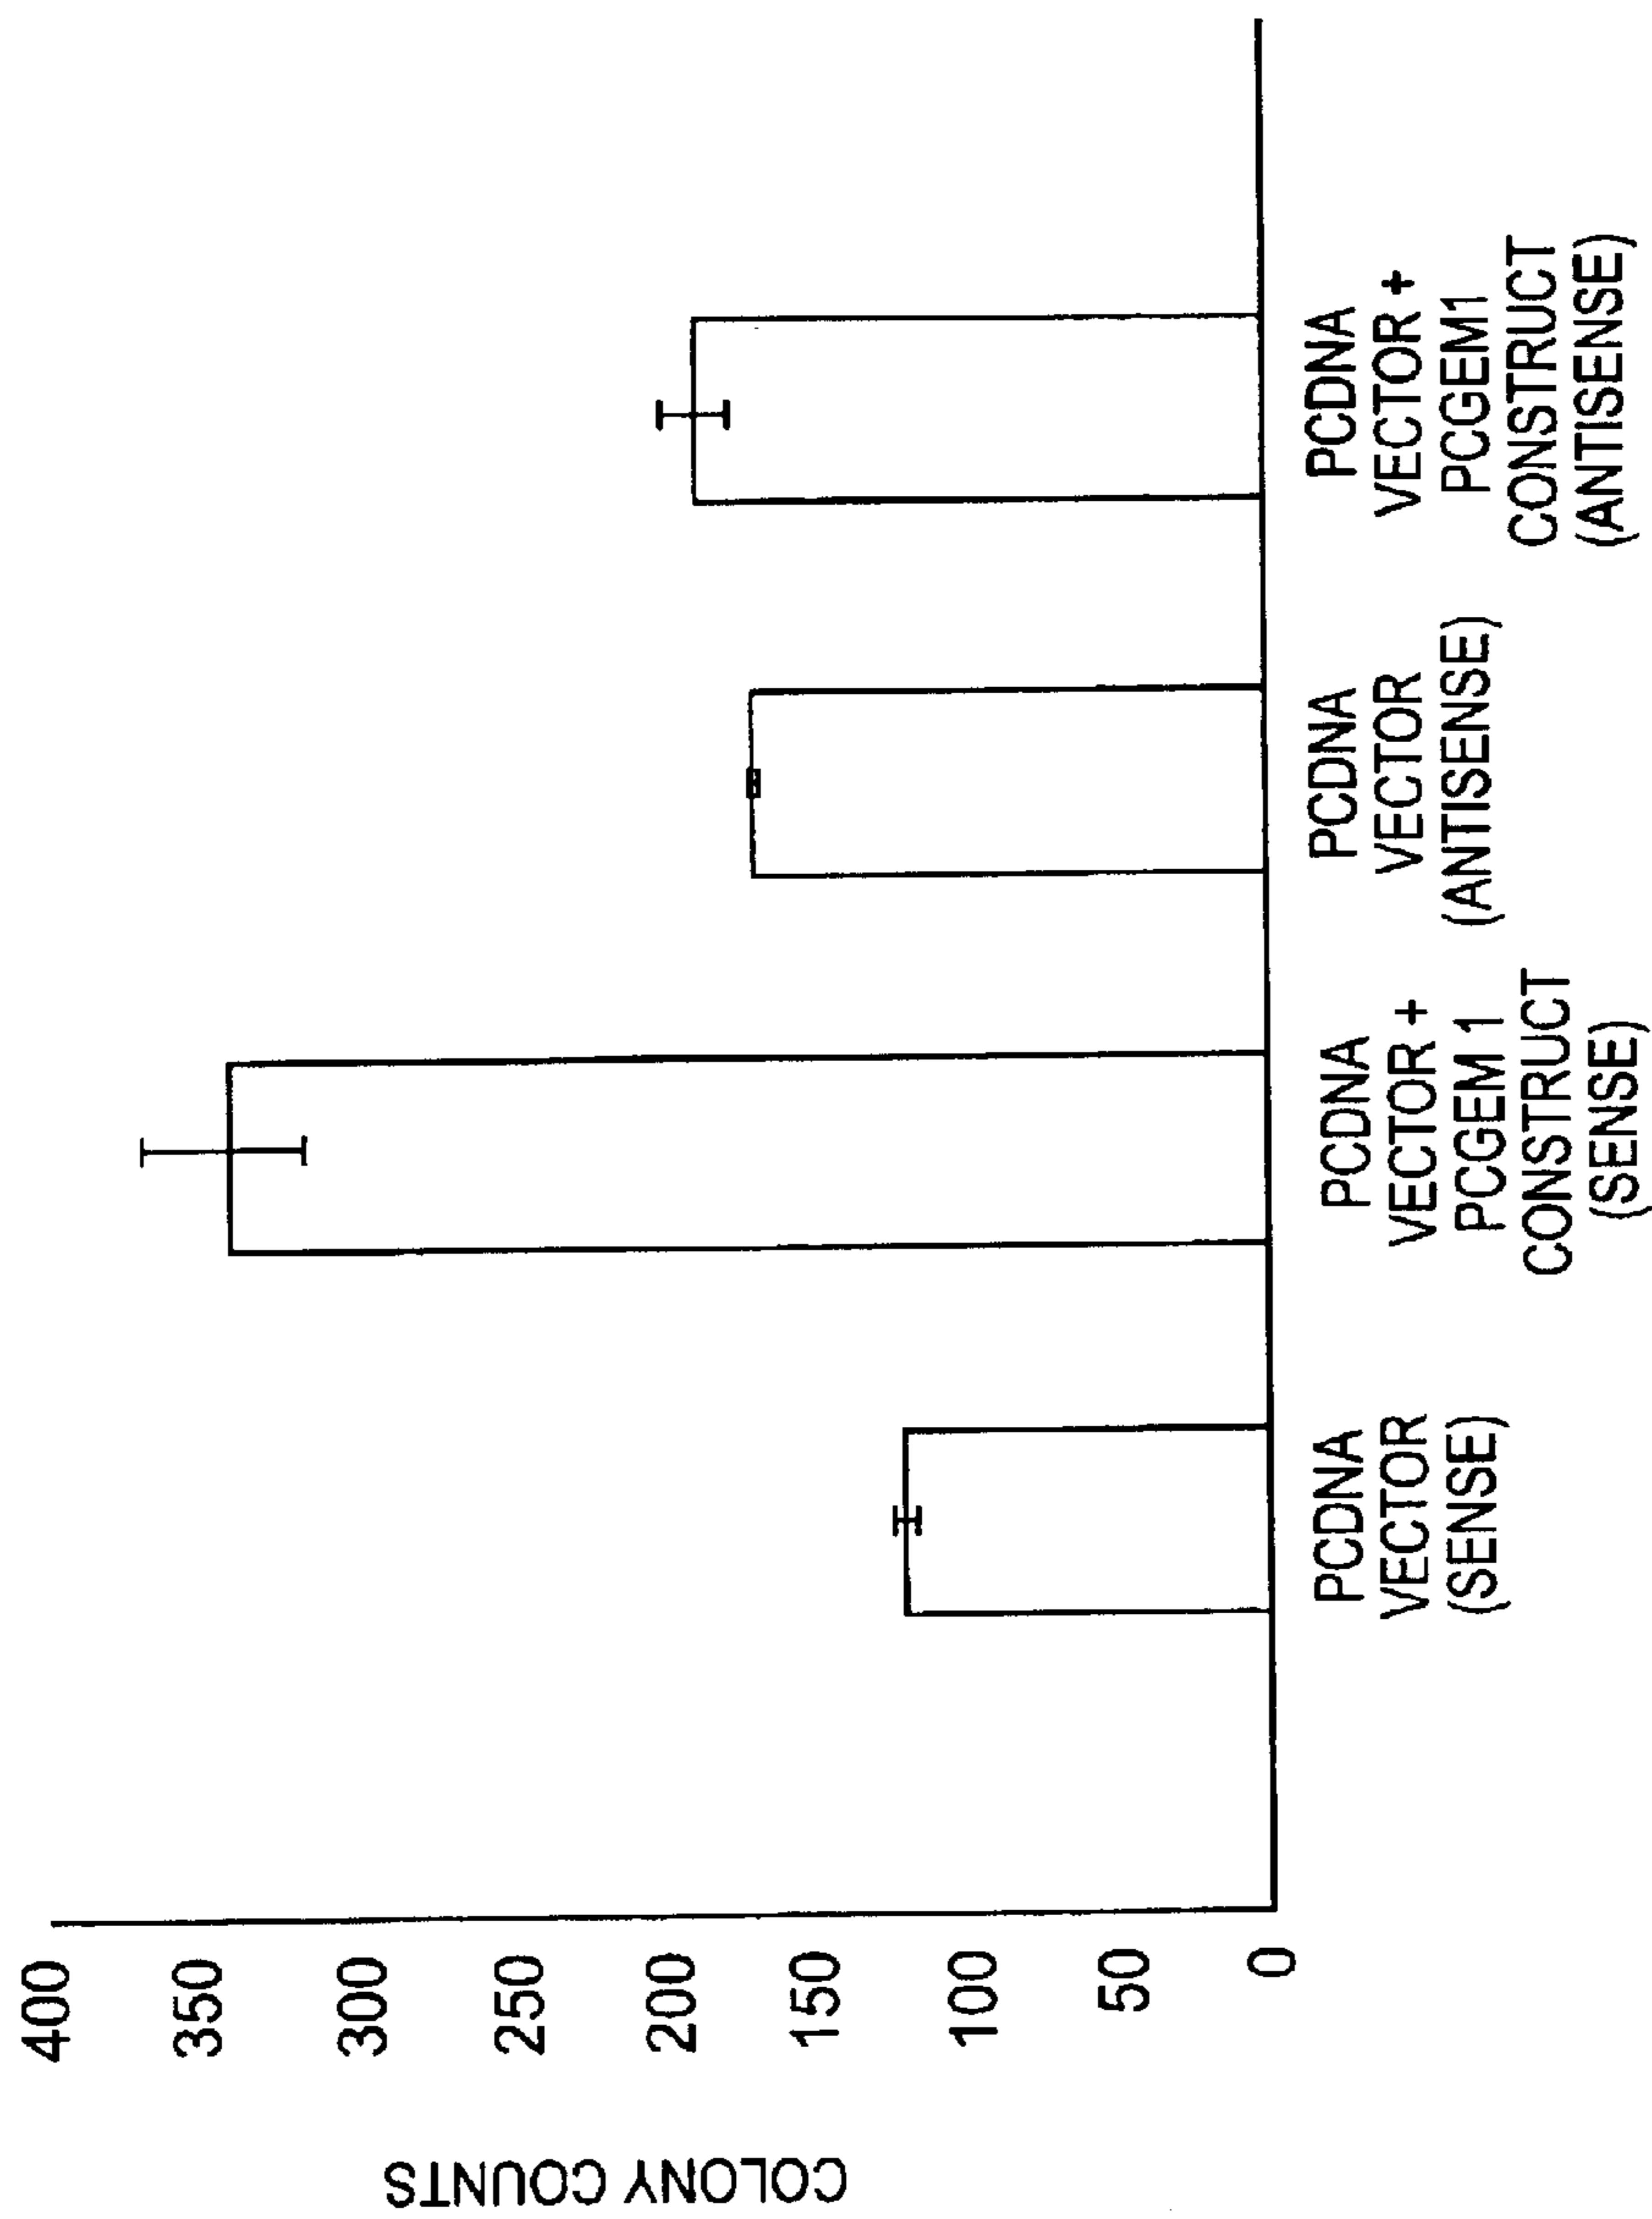 COLONY COUNTS
400
350
300
250
200
150
100
50
0
PCDNA
VECTOR
(SENSE)
PCDNA
VECTOR +
PCGEM 1
CONSTRUCT
(SENSE)
PCDNA
VECTOR
(ANTISENSE)
PCDNA
VECTOR +
PCGEM1
CONSTRUCT
(ANTISENSE)